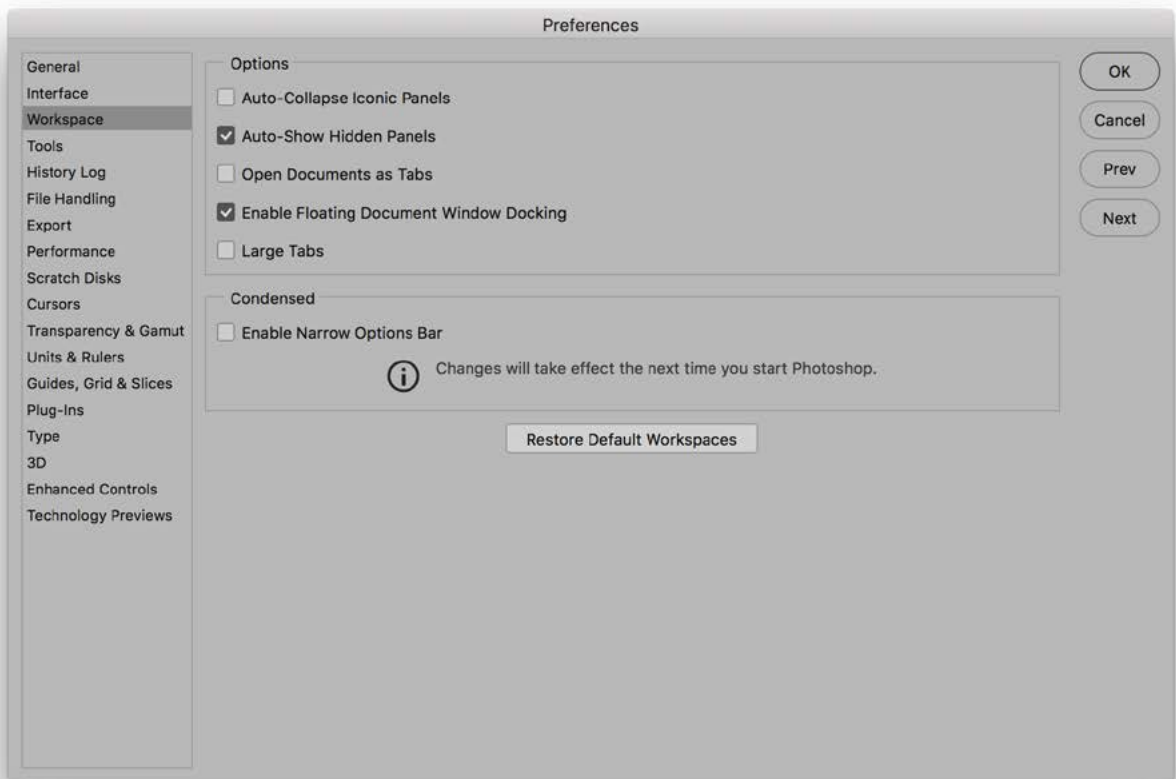 Preferences
General
Interface
Workspace
Tools
History Log
File Handling
Export
Performance
Scratch Disks
Cursors
Transparency & Gamut
Units & Rulers
Guides, Grid & Slices
Plug-Ins
Type
3D
Enhanced Controls
Technology Previews
Options
Auto-Collapse Iconic Panels
Auto-Show Hidden Panels
Open Documents as Tabs
Enable Floating Document Window Docking
Large Tabs
Condensed
Enable Narrow Options Bar
Changes will take effect the next time you start Photoshop.
Restore Default Workspaces
OK
Cancel
Prev
Next